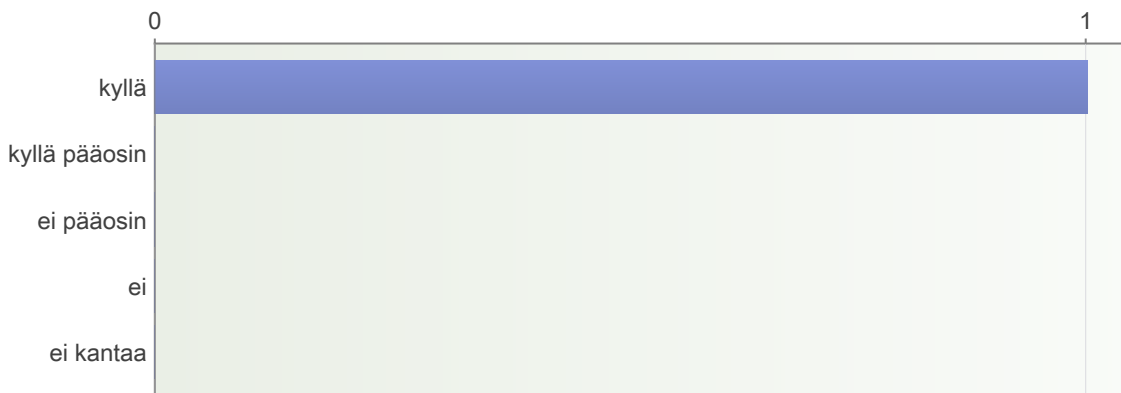 0 1
kyllä
kyllä pääosin
ei pääosin
ei
ei kantaa